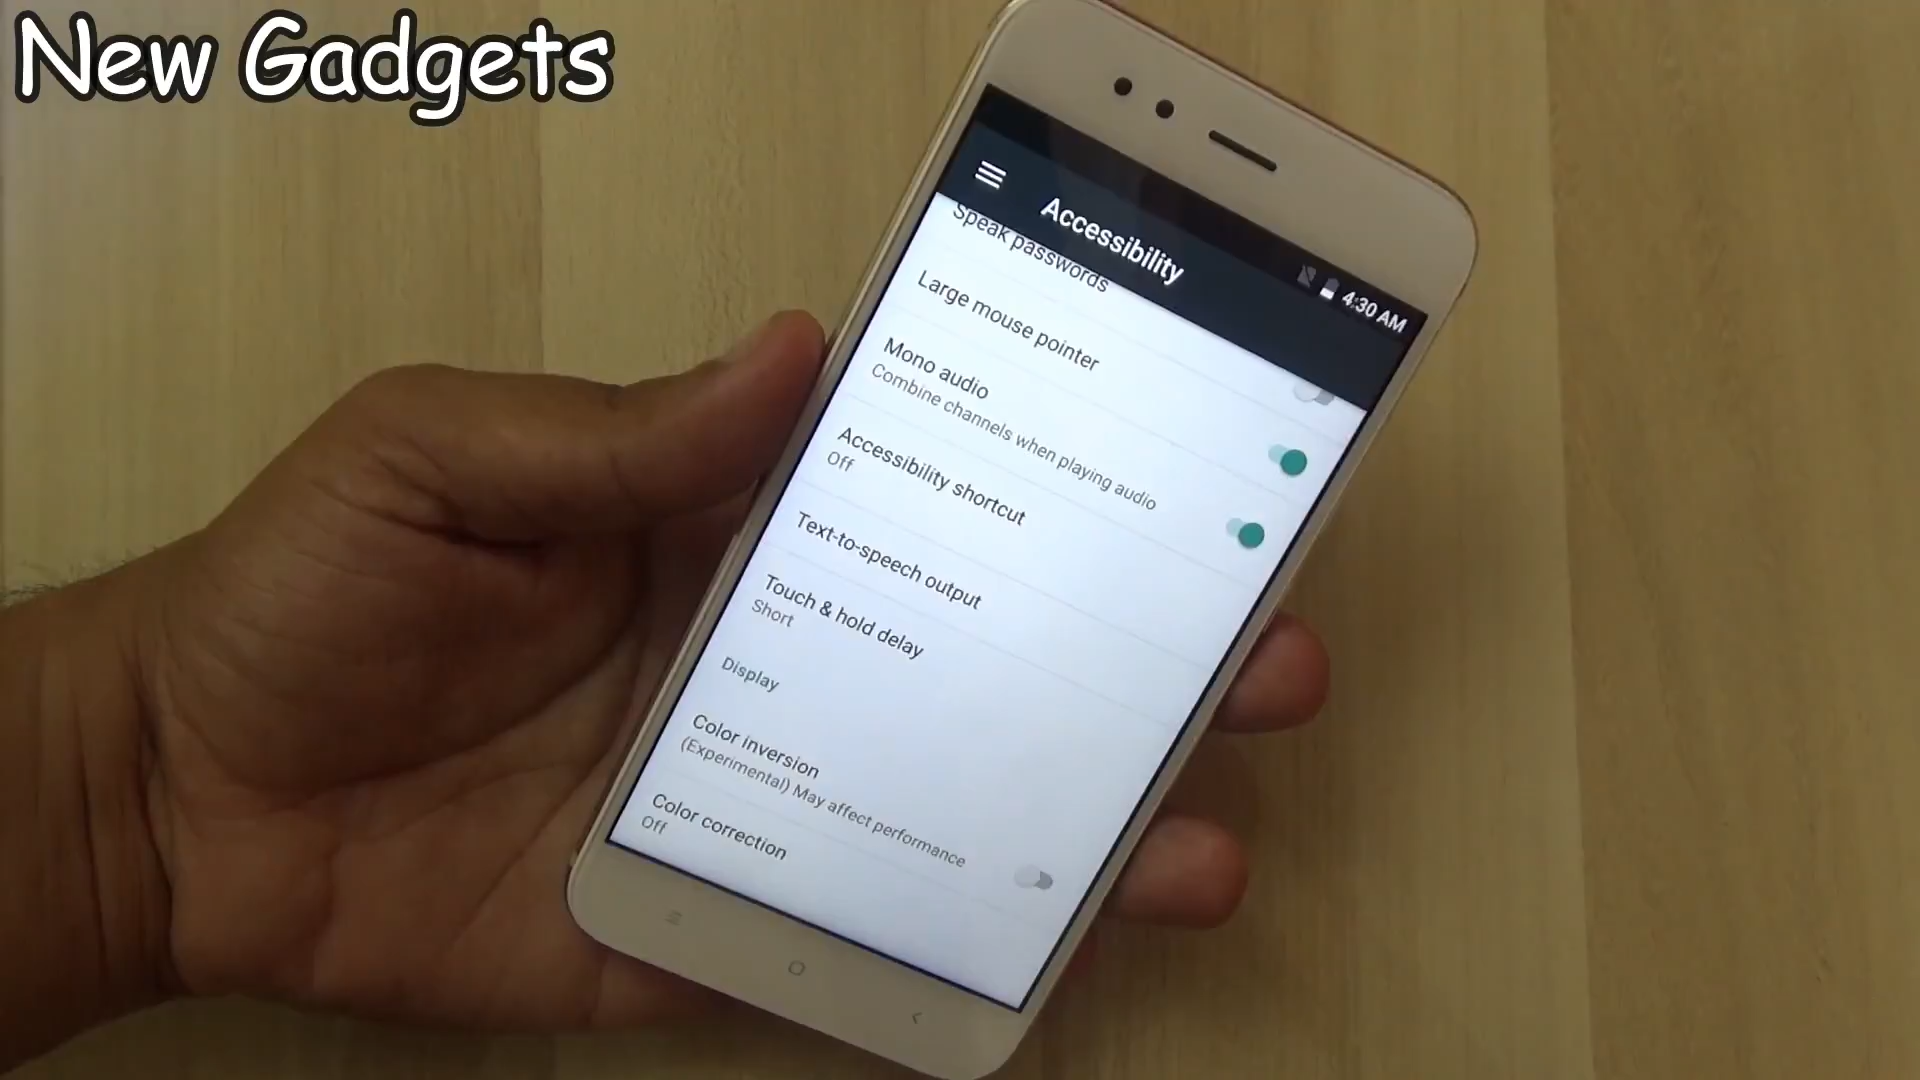 New Gadgets
4:30 AM
Accessibility
Speak passwords
Large mouse pointer
Mono audio
Combine channels when playing audio
Accessibility shortcut
Off
Text-to-speech output
Touch & hold delay
Short
Display
Color inversion
(Experimental) May affect performance
Color correction
Off